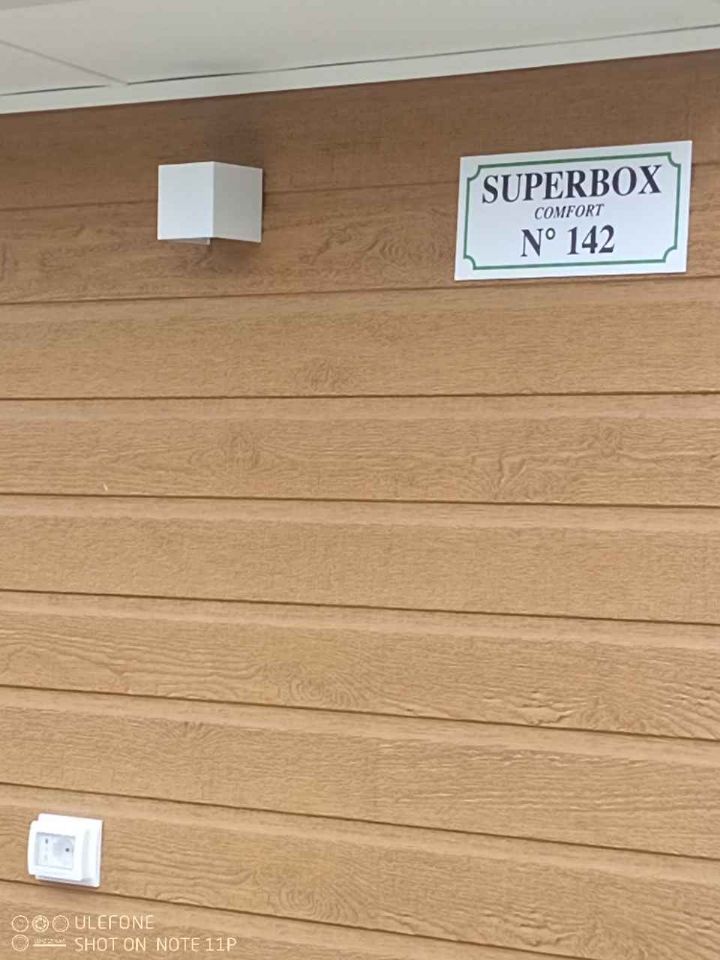 SUPERBOX
COMFORT
N° 142
ULEFONE
SHOT ON NOTE 11P